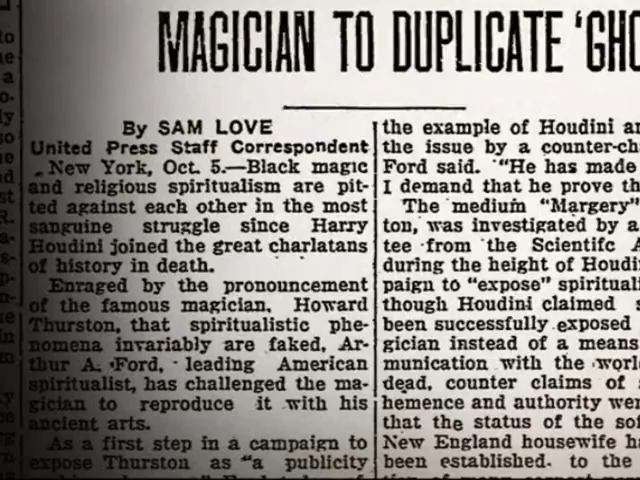 MAGICIAN TO DUPLICATE 'GHO
By SAM LOVE
United Press Staff Correspondent
New York, Oct. 5.—Black magic
and religious spiritualism are pit-
ted against each other in the most
sanguine struggle since Harry
Houdini joined the great charlatans
of history in death.
Enraged by the pronouncement
of the famous magician, Howard
Thurston, that spiritualistic phe-
nomena invariably are faked, Ar-
thur A. Ford, leading American
spiritualist, has challenged the ma-
gician to reproduce it with his
ancient arts.
As a first step in a campaign to
expose Thurston as "a publicity
the example of Houdini an
the issue by a counter-ch
Ford said. "He has made
I demand that he prove th
The medium "Margery"
ton, was investigated by a
tee from the Scientifc A
during the height of Houdi
paign to "expose" spirituali
though Houdini claimed s
been successfully exposed
gician instead of a means
munication with the worl
dead, counter claims of
hemence and authority wer
that the status of the sof
New England housewife ha
been established to the